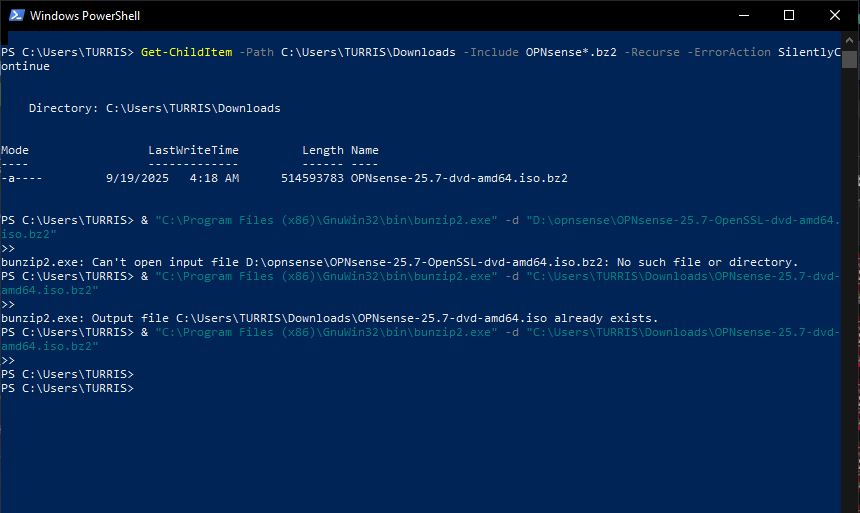 Windows PowerShell
PS C:\Users\TURRIS> Get-ChildItem -Path C:\Users\TURRIS\Downloads -Include OPNsense*.bz2 -Recurse -ErrorAction SilentlyC
ontinue
Directory: C:\Users\TURRIS\Downloads
Mode LastWriteTime Length Name
---- ------------- ------ ----
-a---- 9/19/2025 4:18 AM 514593783 OPNsense-25.7-dvd-amd64.iso.bz2
PS C:\Users\TURRIS> & "C:\Program Files (x86)\GnuWin32\bin\bunzip2.exe" -d "D:\opnsense\OPNsense-25.7-OpenSSL-dvd-amd64.
iso.bz2"
>>
bunzip2.exe: Can't open input file D:\opnsense\OPNsense-25.7-OpenSSL-dvd-amd64.iso.bz2: No such file or directory.
PS C:\Users\TURRIS> & "C:\Program Files (x86)\GnuWin32\bin\bunzip2.exe" -d "C:\Users\TURRIS\Downloads\OPNsense-25.7-dvd-
amd64.iso.bz2"
>>
bunzip2.exe: Output file C:\Users\TURRIS\Downloads\OPNsense-25.7-dvd-amd64.iso already exists.
PS C:\Users\TURRIS> & "C:\Program Files (x86)\GnuWin32\bin\bunzip2.exe" -d "C:\Users\TURRIS\Downloads\OPNsense-25.7-dvd-
amd64.iso.bz2"
>>
PS C:\Users\TURRIS>
PS C:\Users\TURRIS>